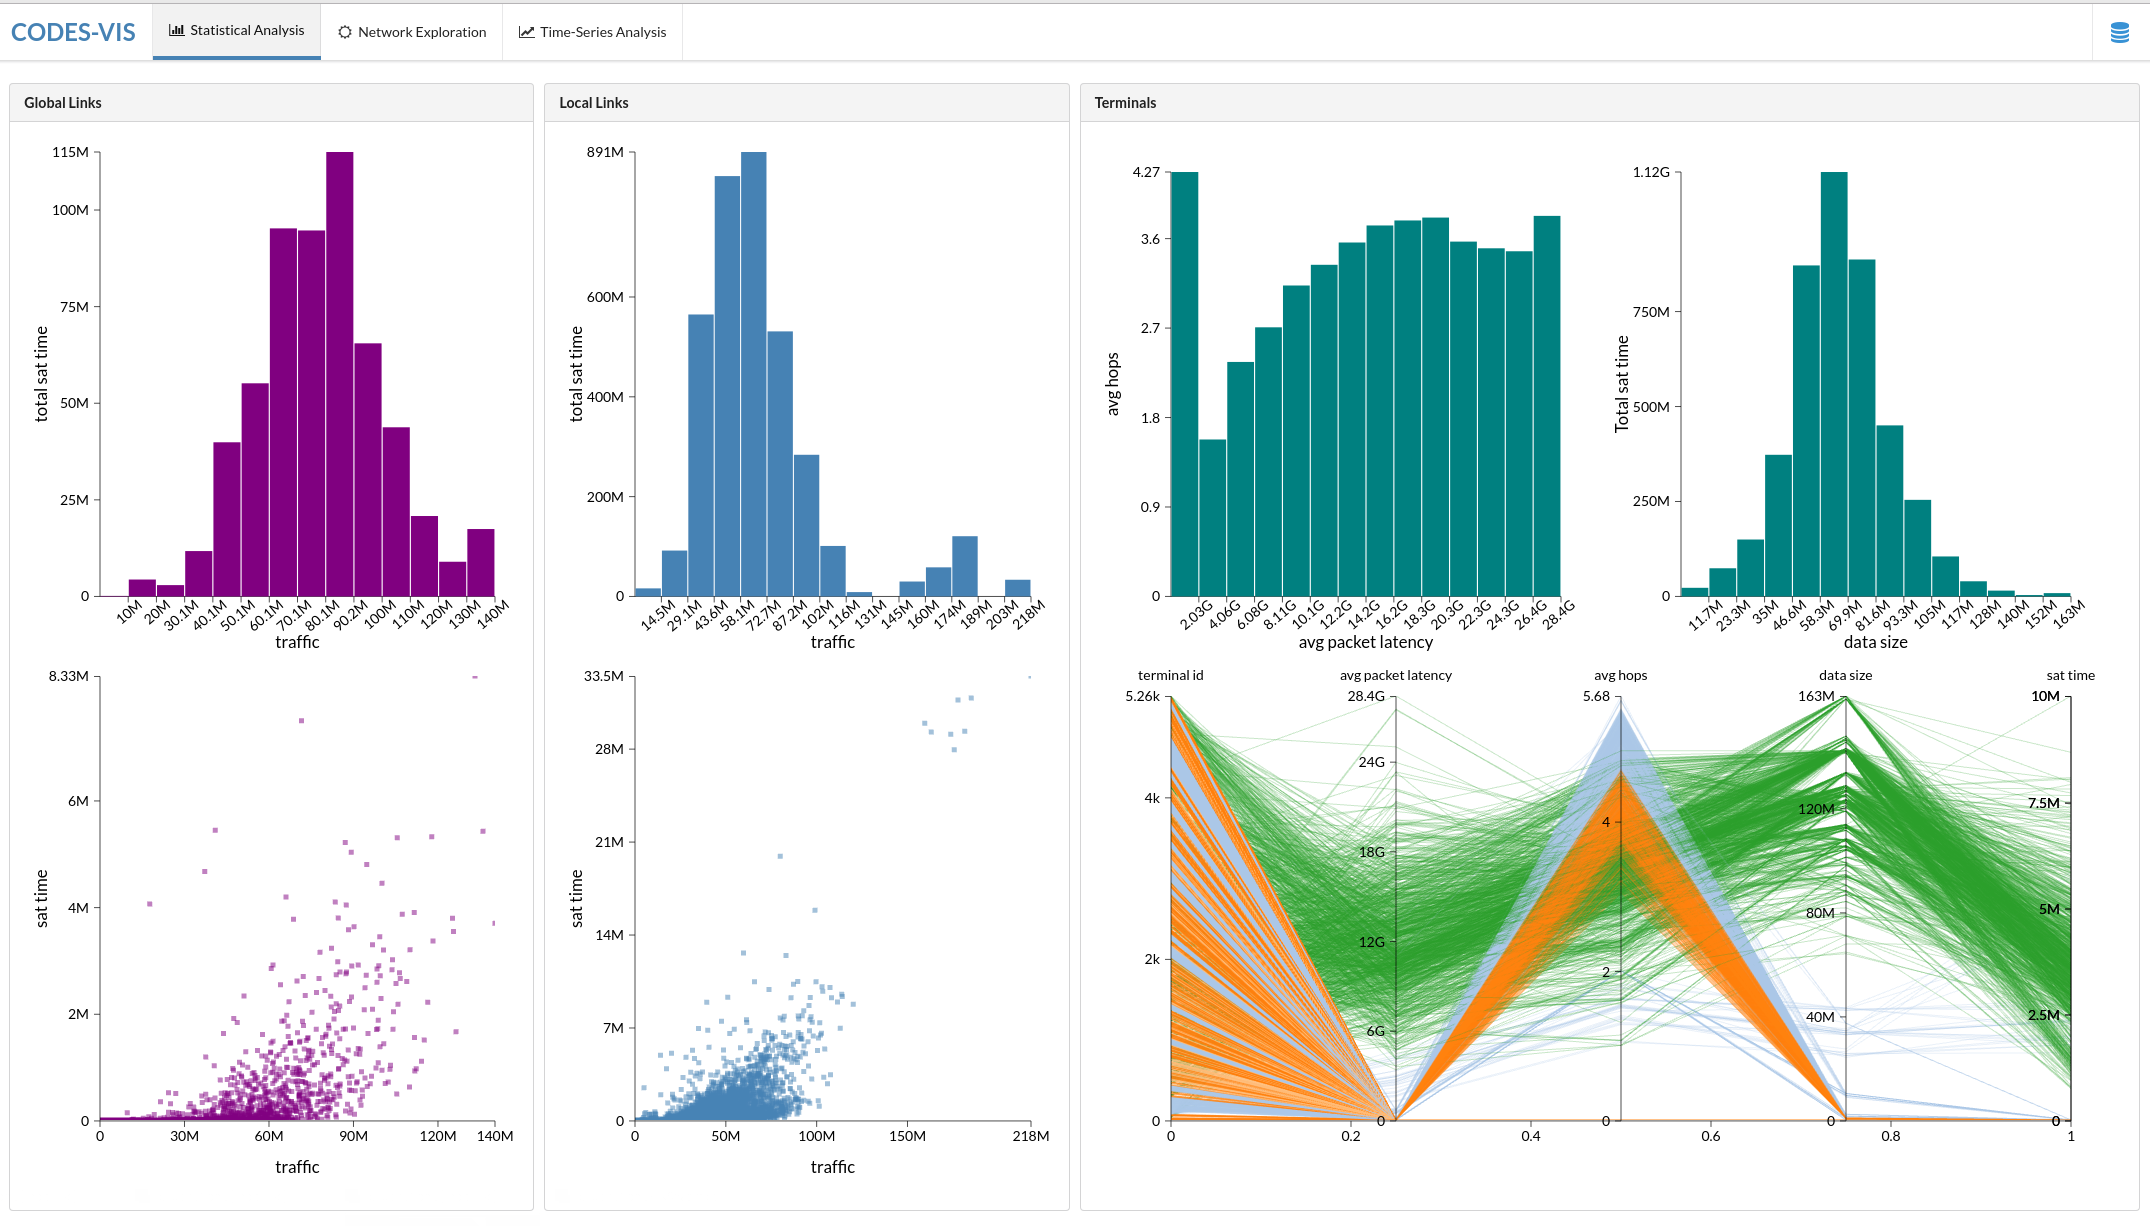 CODES-VIS
Statistical Analysis
Network Exploration
Time-Series Analysis
Global Links
115M
100M
75M
50M
25M
0
total sat time
10M 20M 30.1M 40.1M 50.1M 60.1M 70.1M 80.1M 90.2M 100M 110M 120M 130M 140M
traffic
8.33M
6M
4M
2M
0
sat time
0 30M 60M 90M 120M 140M
traffic
Local Links
891M
600M
400M
200M
0
total sat time
14.5M 29.1M 43.6M 58.1M 72.7M 87.2M 102M 116M 131M 145M 160M 174M 189M 203M 218M
traffic
33.5M
28M
21M
14M
7M
0
sat time
0 50M 100M 150M 218M
traffic
Terminals
4.27
3.6
2.7
1.8
0.9
0
avg hops
2.03G 4.06G 6.08G 8.11G 10.1G 12.2G 14.2G 16.2G 18.3G 20.3G 22.3G 24.3G 26.4G 28.4G
avg packet latency
1.12G
750M
500M
250M
0
Total sat time
11.7M 23.3M 35M 46.6M 58.3M 69.9M 81.6M 93.3M 105M 117M 128M 140M 152M 163M
data size
terminal id avg packet latency avg hops data size sat time
5.26k 28.4G 5.68 163M 10M
24G
4k 7.5M
120M
4
18G
5M
80M
12G
2k 2
2.5M
40M
6G
0 0 0 0 0
0 0.2 0.4 0.6 0.8 1